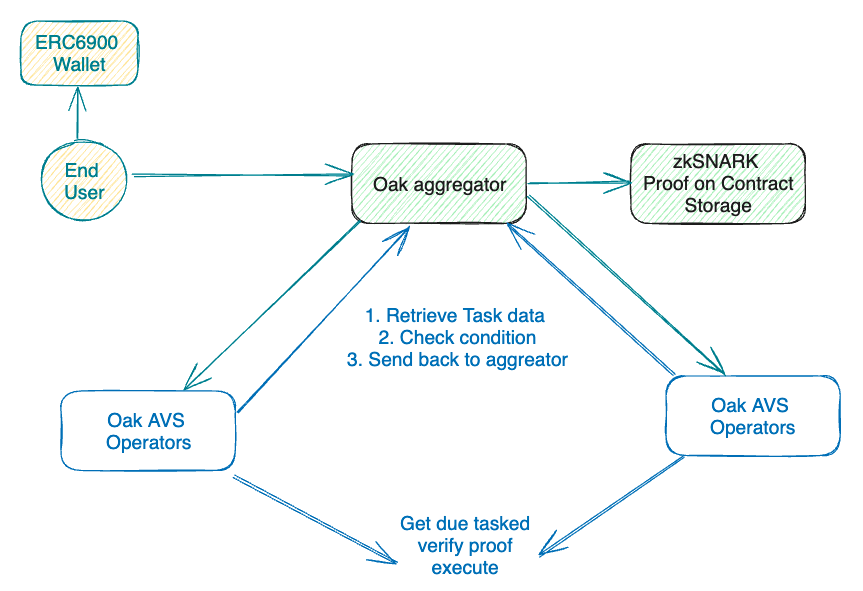 ERC6900
Wallet
End
User
Oak aggregator
zkSNARK
Proof on Contract
Storage
1. Retrieve Task data
2. Check condition
3. Send back to aggreator
Oak AVS
Operators
Oak AVS
Operators
Get due tasked
verify proof
execute